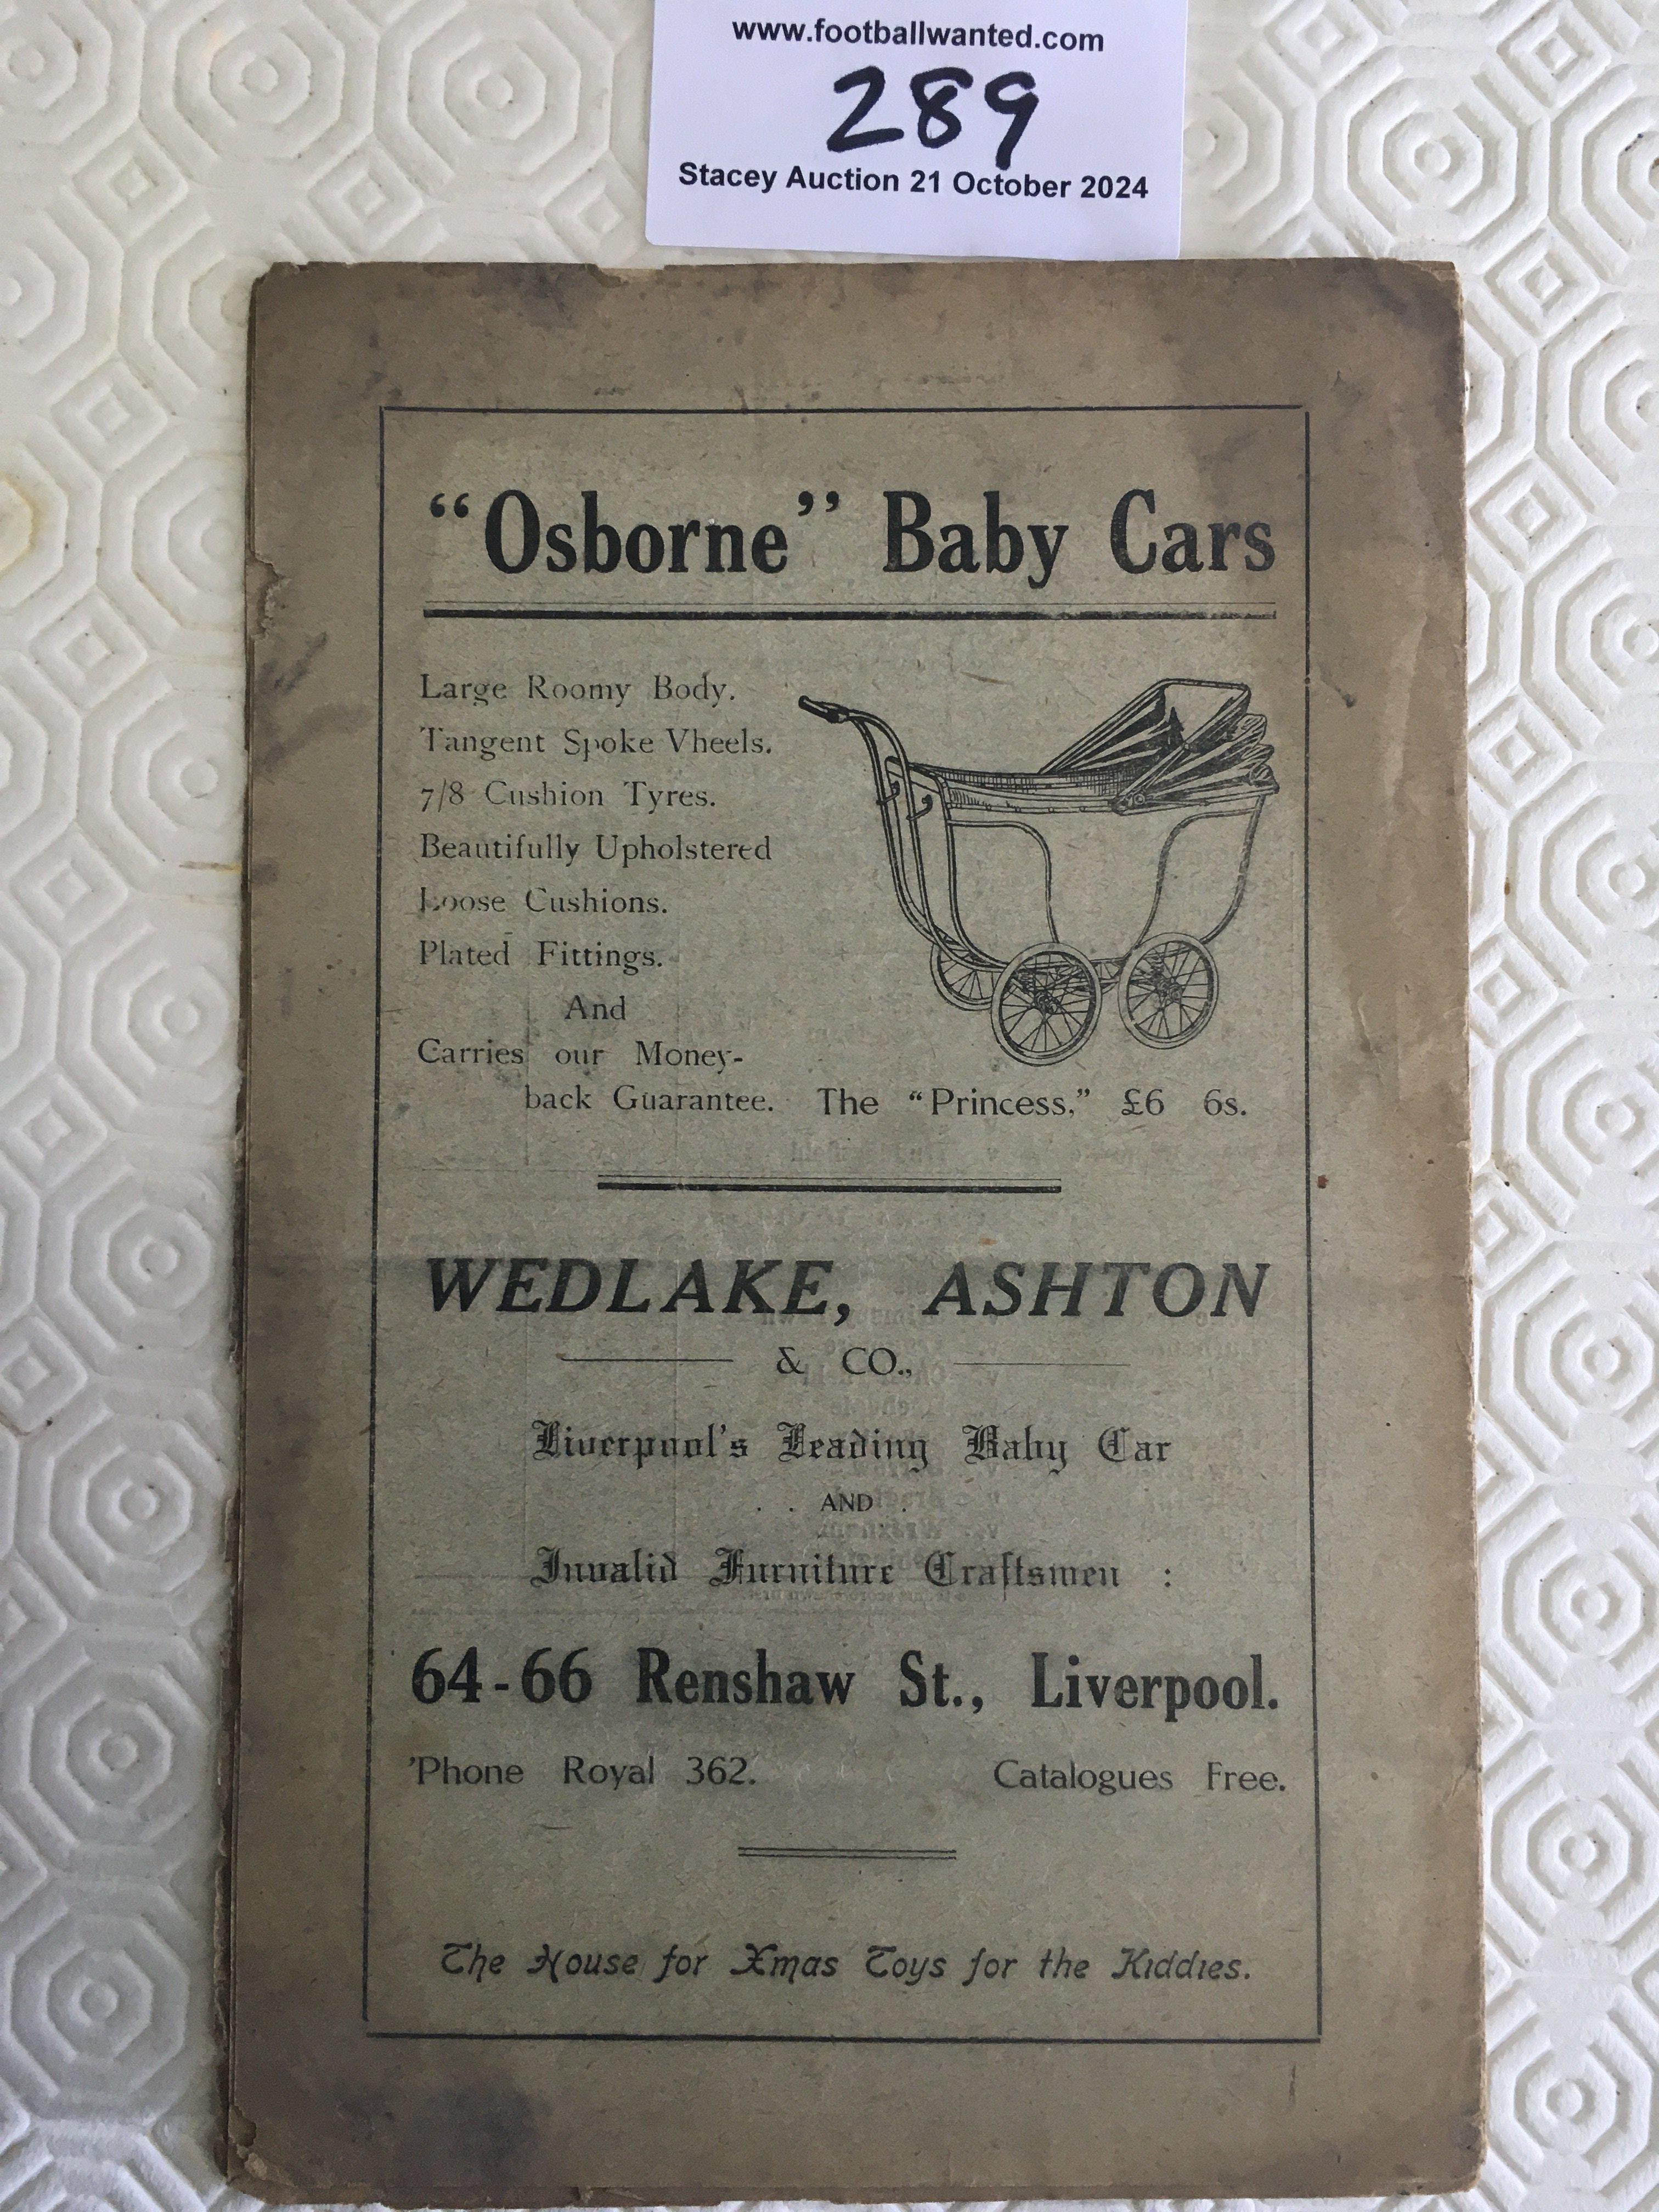 www.footballwanted.com
289
Stacey Auction 21 October 2024
“Osborne” Baby Cars
Large Roomy Body.
Tangent Spoke Vheels.
7/8 Cushion Tyres.
Beautifully Upholstered
Loose Cushions.
Plated Fittings.
And
Carries our Money-
back Guarantee.
The “Princess,” £6 6s.
WEDLAKE, ASHTON
& CO.,
Liverpool's Leading Baby Car
. . AND .
Invalid Furniture Craftsmen :
64-66 Renshaw St., Liverpool.
'Phone Royal 362. Catalogues Free.
The House for Xmas Toys for the Kiddies.